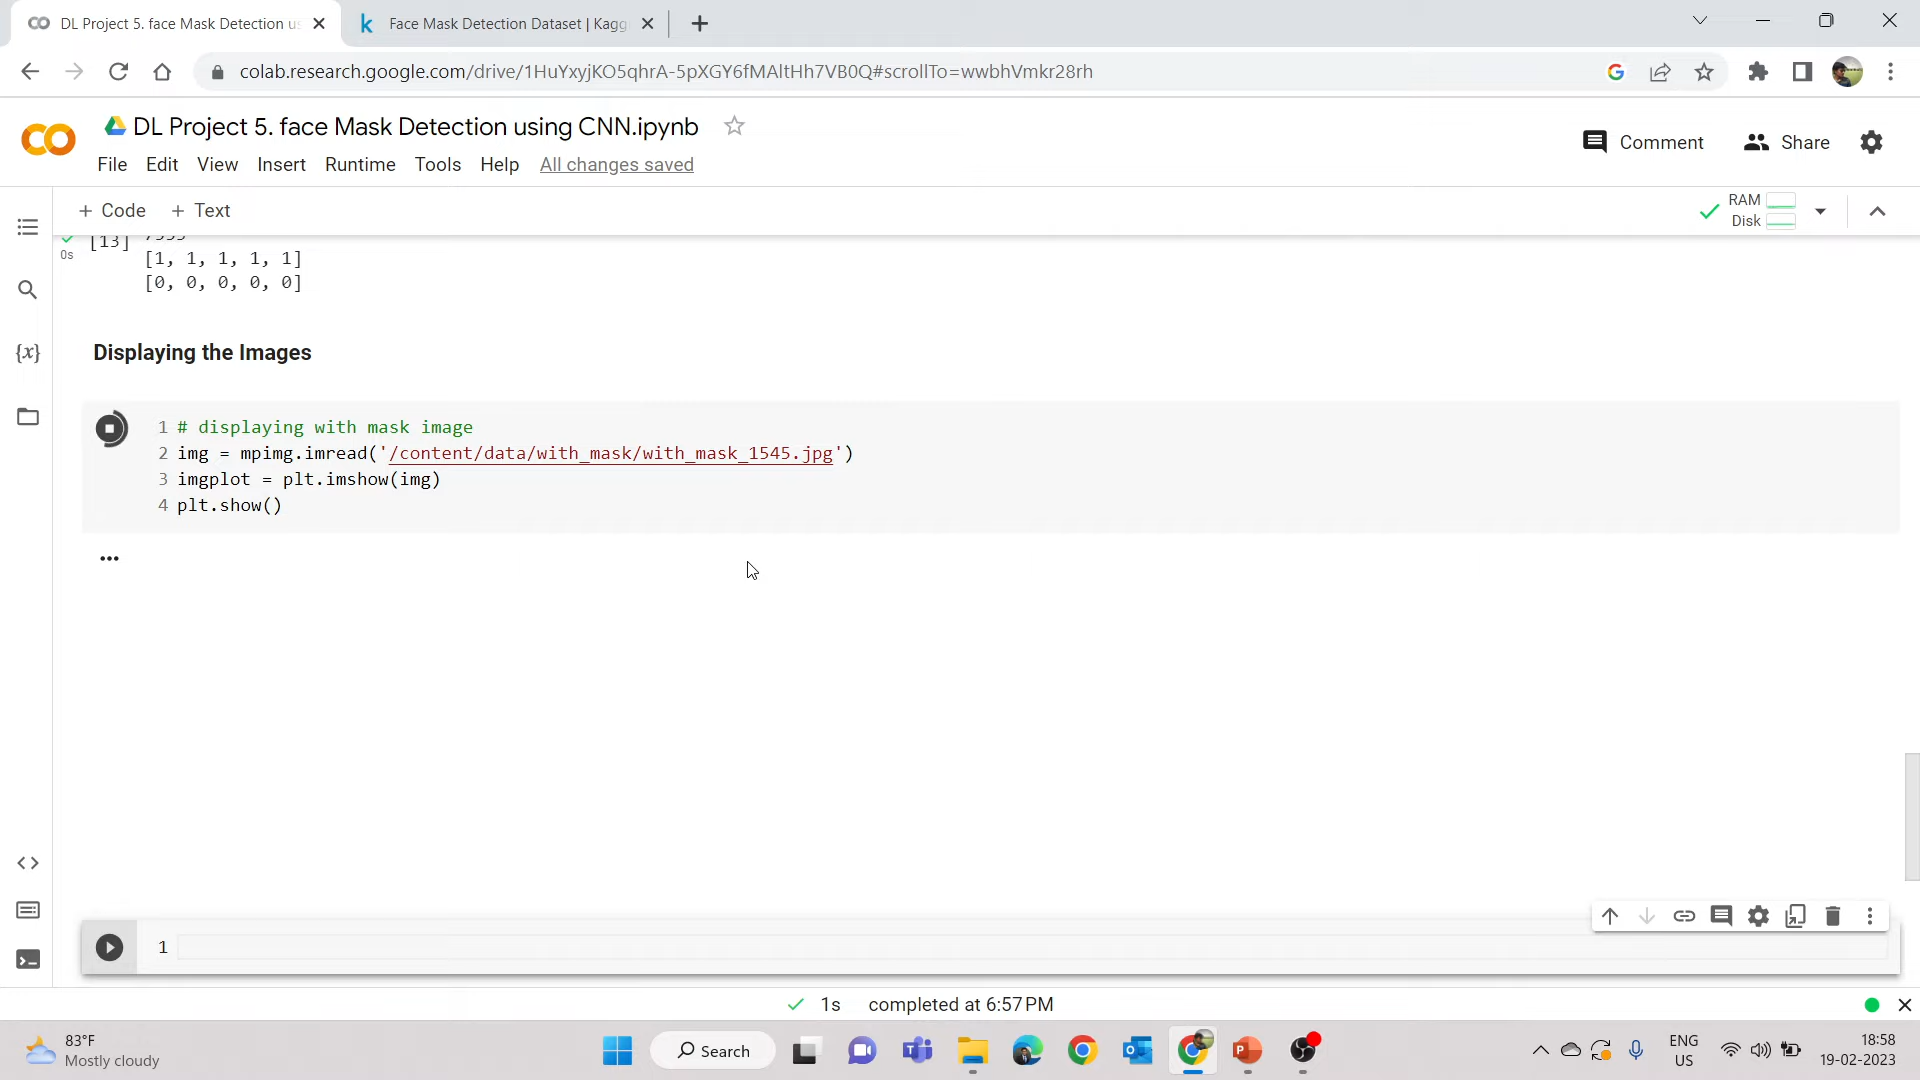 DL Project 5. face Mask Detection us
Face Mask Detection Dataset | Kagg
colab.research.google.com/drive/1HuYxyjKO5qhrA-5pXGY6fMAltHh7VB0Q#scrollTo=wwbhVmkr28rh
DL Project 5. face Mask Detection using CNN.ipynb
Comment
Share
File Edit View Insert Runtime Tools Help All changes saved
+ Code + Text
RAM
Disk
[13]
0s
[1, 1, 1, 1, 1]
[0, 0, 0, 0, 0]
Displaying the Images
1 # displaying with mask image
2 img = mpimg.imread('/content/data/with_mask/with_mask_1545.jpg')
3 imgplot = plt.imshow(img)
4 plt.show()
1
1s completed at 6:57 PM
83°F
Mostly cloudy
Search
ENG
US
18:58
19-02-2023